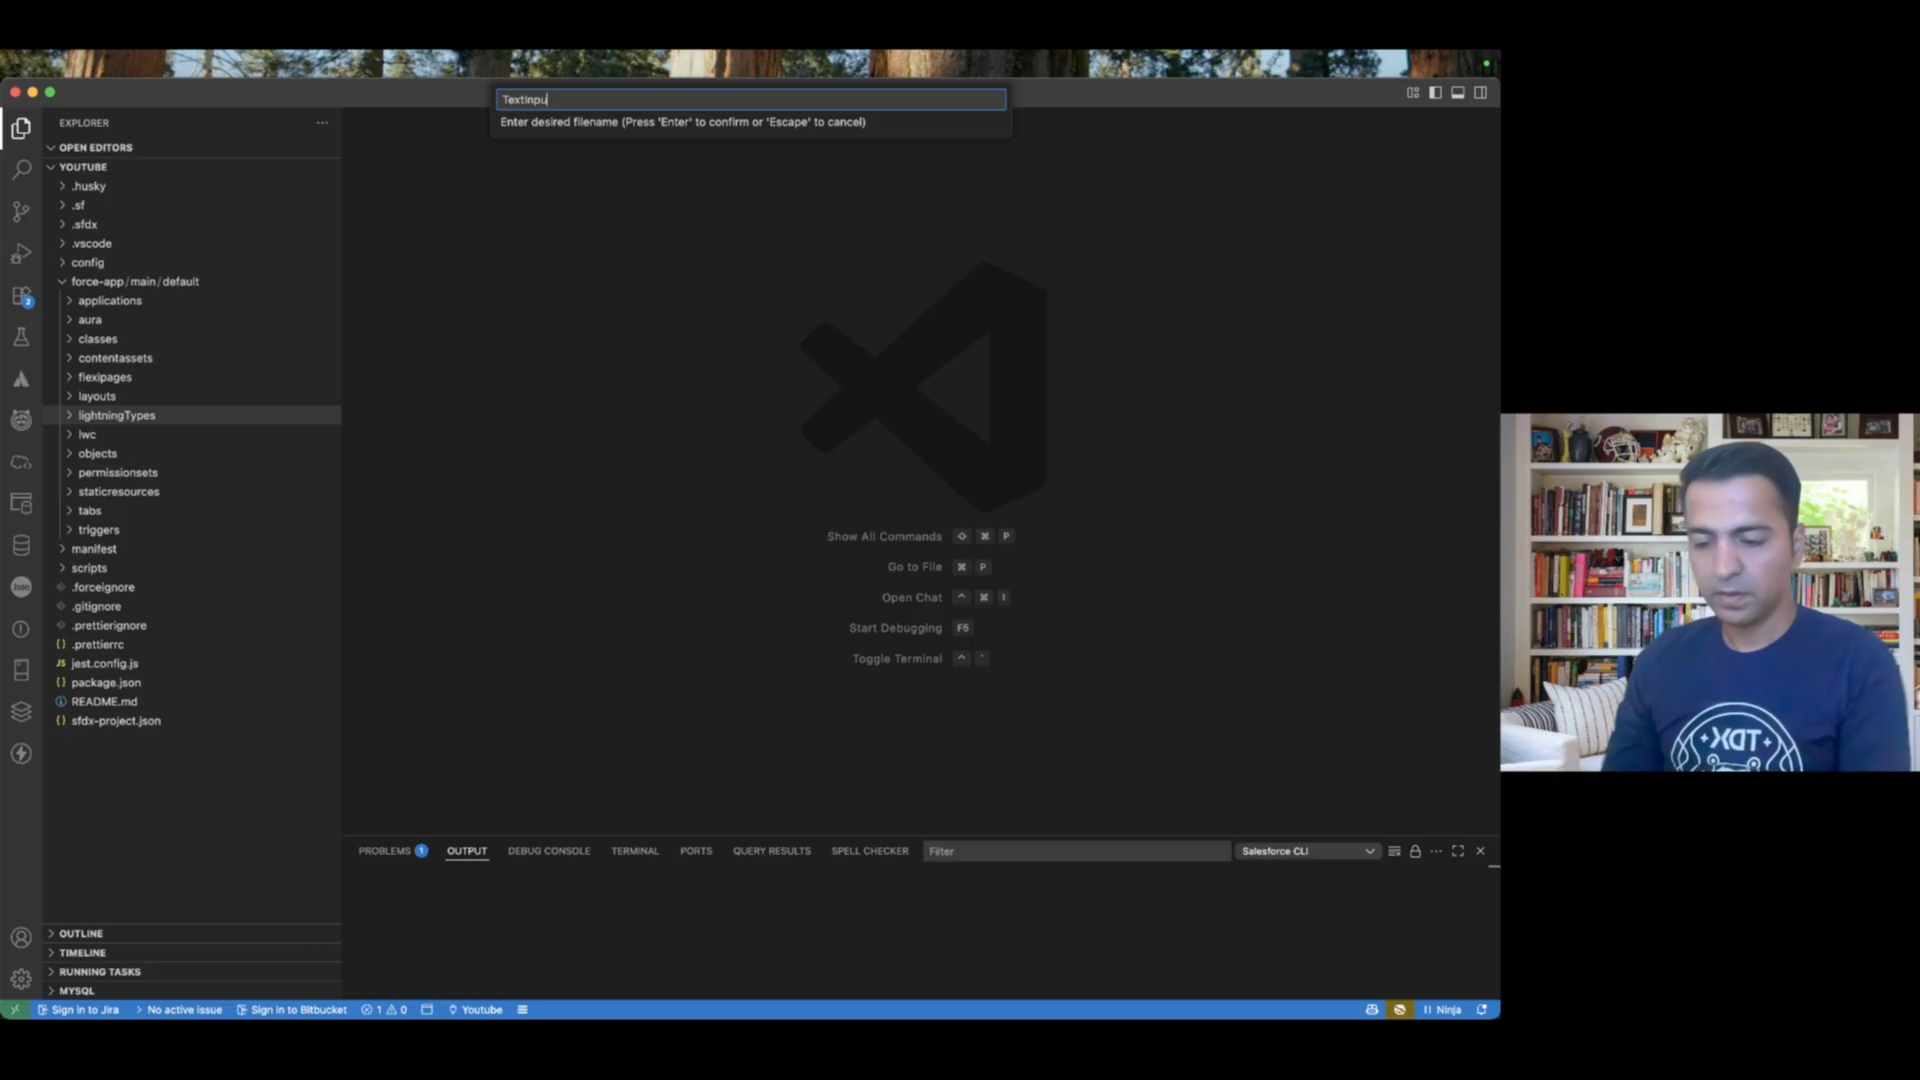 TextInpu
Enter desired filename (Press 'Enter' to confirm or 'Escape' to cancel)
EXPLORER
OPEN EDITORS
YOUTUBE
.husky
.sf
.sfdx
.vscode
config
force-app / main / default
applications
aura
classes
contentassets
flexipages
layouts
lightningTypes
lwc
objects
permissionsets
staticresources
tabs
triggers
manifest
scripts
.forceignore
.gitignore
.prettierignore
{} .prettierrc
JS jest.config.js
{} package.json
README.md
{} sfdx-project.json
OUTLINE
TIMELINE
RUNNING TASKS
MYSQL
2
Json
Show All Commands ⇧ ⌘ P
Go to File ⌘ P
Open Chat ^ ⌘ I
Start Debugging F5
Toggle Terminal ^ `
PROBLEMS 1 OUTPUT DEBUG CONSOLE TERMINAL PORTS QUERY RESULTS SPELL CHECKER Filter Salesforce CLI
Sign in to Jira No active issue Sign in to Bitbucket 1 0 Youtube Ninja
TDX